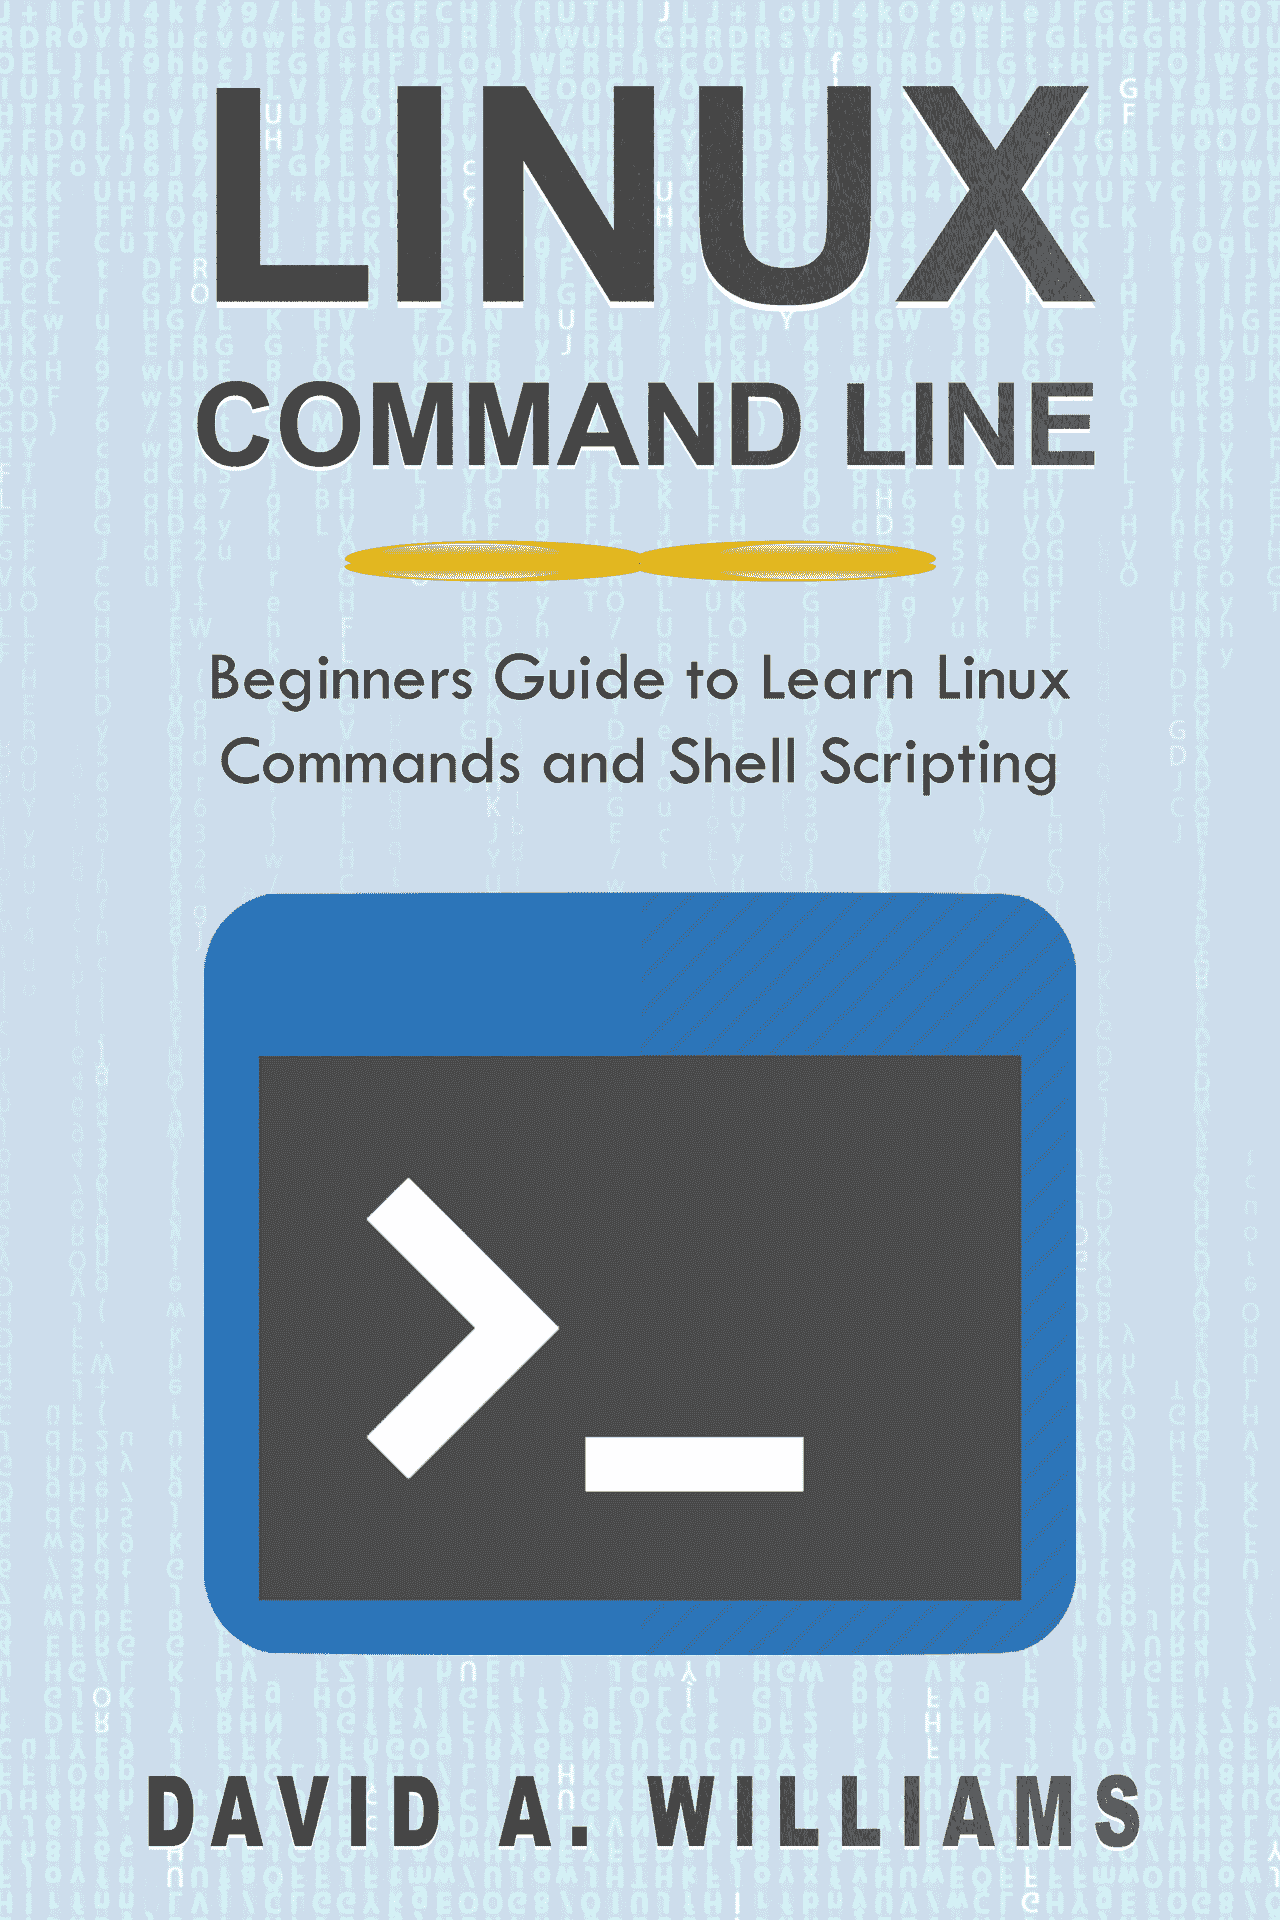 LINUX
COMMAND LINE
Beginners Guide to Learn Linux
Commands and Shell Scripting
>_
DAVID A. WILLIAMS